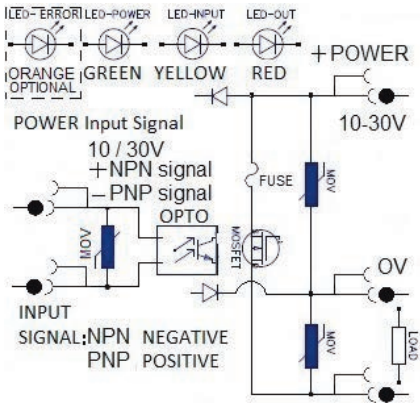 LED-ERROR LED-POWER LED-INPUT LED-OUT
ORANGE GREEN YELLOW RED
OPTIONAL
+POWER
10-30V
POWER Input Signal
10 / 30V
+NPN signal
–PNP signal
OPTO
MOV
FUSE
MOV
MOSFET
0V
INPUT
SIGNAL:NPN NEGATIVE
PNP POSITIVE
MOV
LOAD